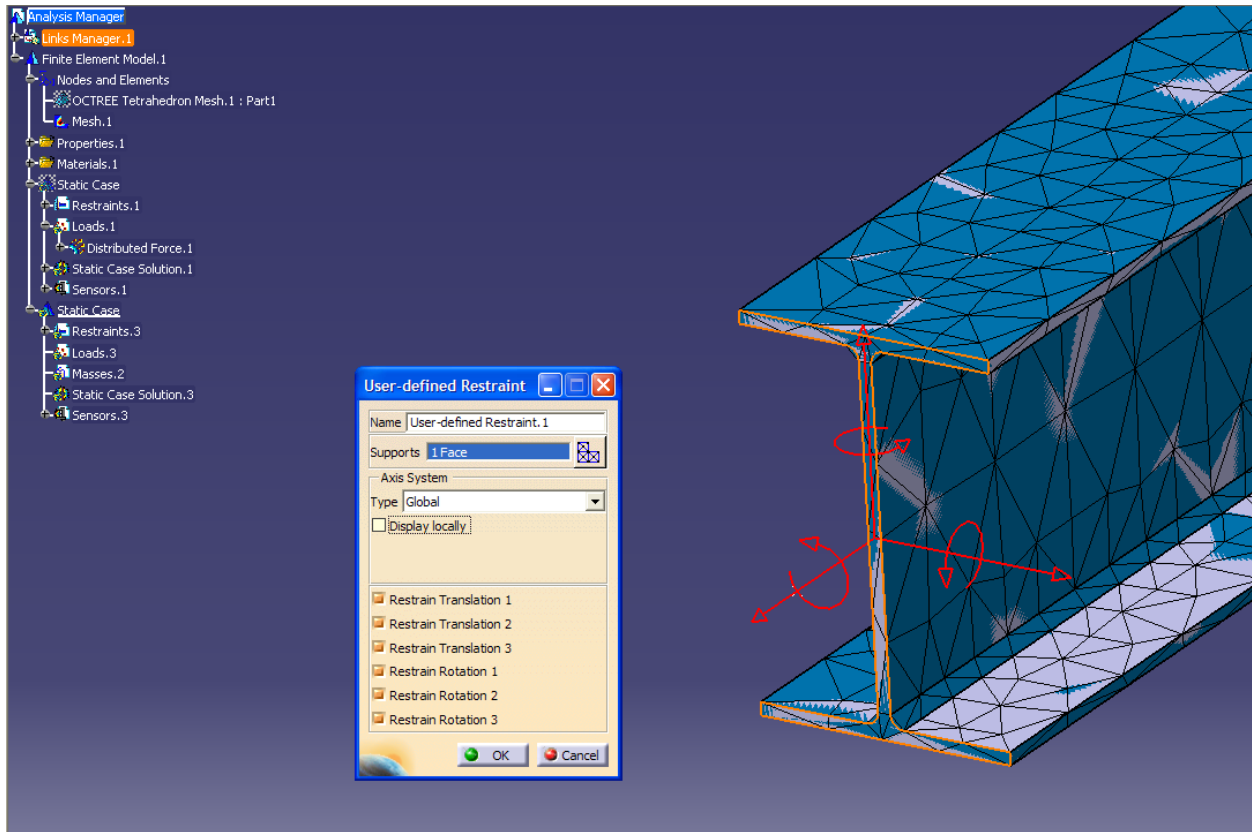 Analysis Manager
Links Manager.1
Finite Element Model.1
Nodes and Elements
OCTREE Tetrahedron Mesh.1 : Part1
Mesh.1
Properties.1
Materials.1
Static Case
Restraints.1
Loads.1
Distributed Force.1
Static Case Solution.1
Sensors.1
Static Case
Restraints.3
Loads.3
Masses.2
Static Case Solution.3
Sensors.3
User-defined Restraint
Name User-defined Restraint.1
Supports 1 Face
Axis System
Type Global
Display locally
Restrain Translation 1
Restrain Translation 2
Restrain Translation 3
Restrain Rotation 1
Restrain Rotation 2
Restrain Rotation 3
OK Cancel